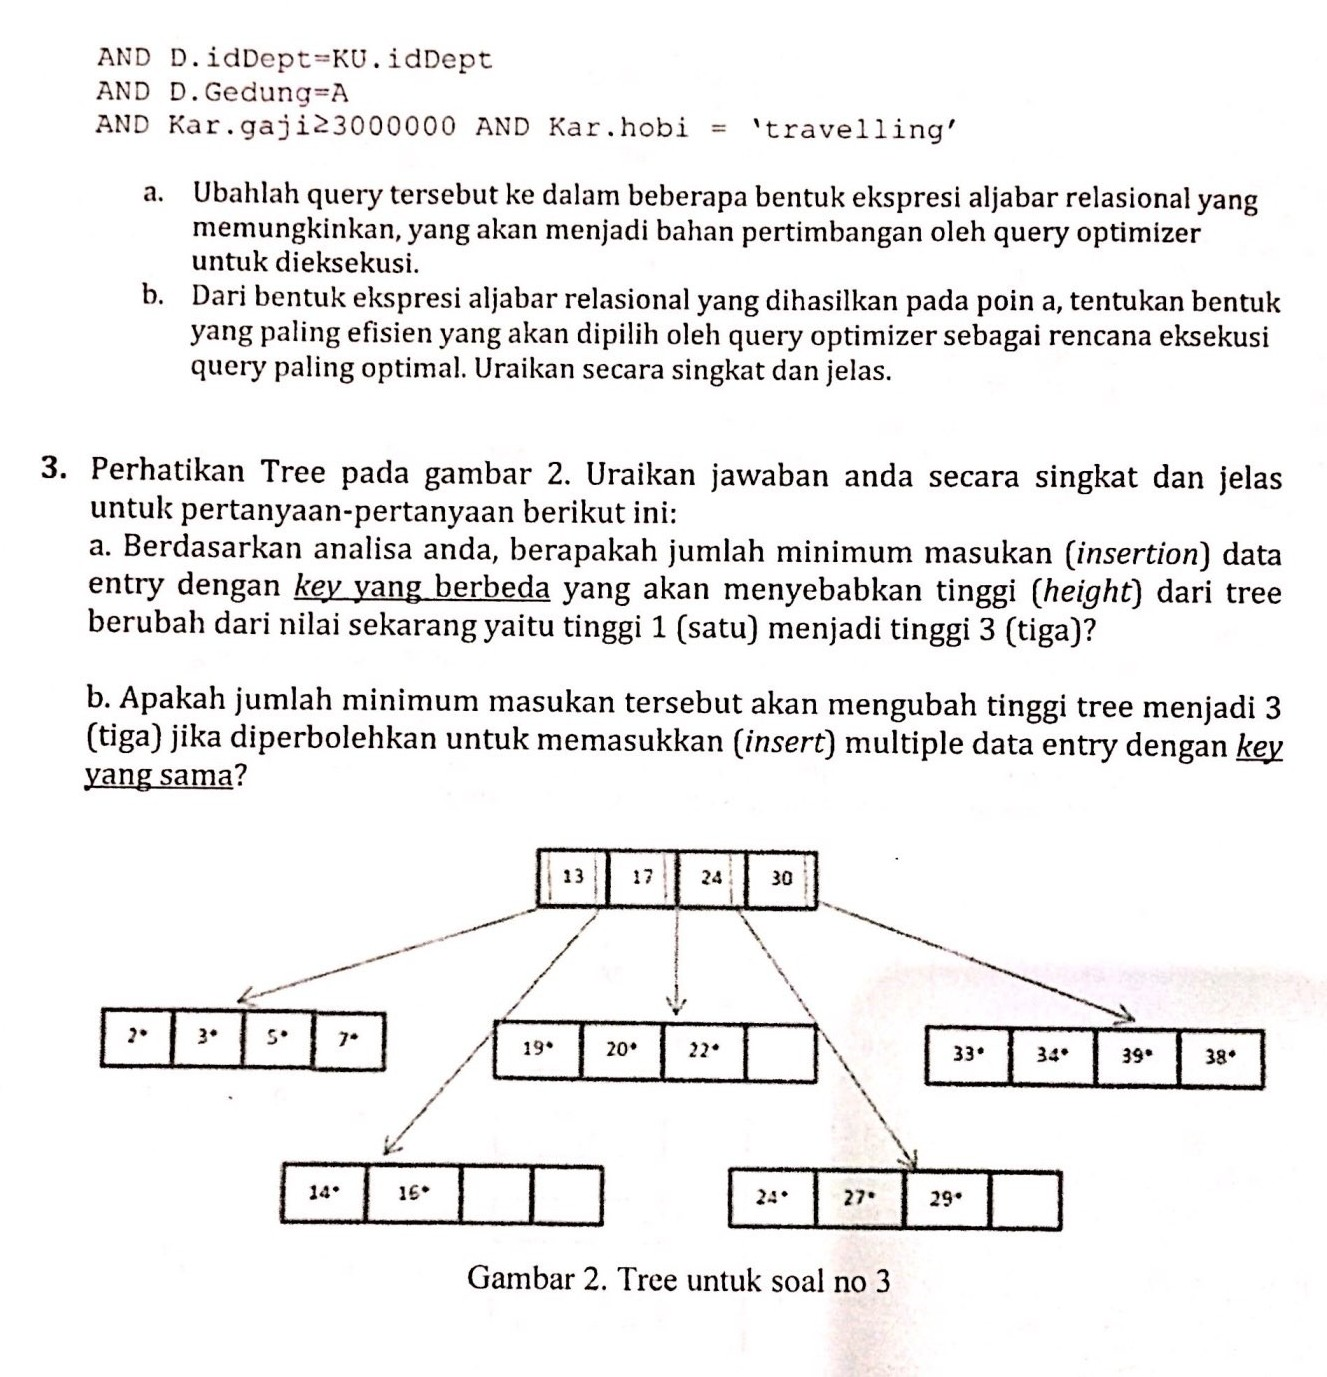 AND D.idDept=KU.idDept
AND D.Gedung=A
AND Kar.gaji≥3000000 AND Kar.hobi = 'travelling'
a. Ubahlah query tersebut ke dalam beberapa bentuk ekspresi aljabar relasional yang
memungkinkan, yang akan menjadi bahan pertimbangan oleh query optimizer
untuk dieksekusi.
b. Dari bentuk ekspresi aljabar relasional yang dihasilkan pada poin a, tentukan bentuk
yang paling efisien yang akan dipilih oleh query optimizer sebagai rencana eksekusi
query paling optimal. Uraikan secara singkat dan jelas.
3. Perhatikan Tree pada gambar 2. Uraikan jawaban anda secara singkat dan jelas
untuk pertanyaan-pertanyaan berikut ini:
a. Berdasarkan analisa anda, berapakah jumlah minimum masukan (insertion) data
entry dengan key yang berbeda yang akan menyebabkan tinggi (height) dari tree
berubah dari nilai sekarang yaitu tinggi 1 (satu) menjadi tinggi 3 (tiga)?
b. Apakah jumlah minimum masukan tersebut akan mengubah tinggi tree menjadi 3
(tiga) jika diperbolehkan untuk memasukkan (insert) multiple data entry dengan key
yang sama?
13 17 24 30
2* 3* 5* 7*
19* 20* 22*
33* 34* 39* 38*
14* 16*
24* 27* 29*
Gambar 2. Tree untuk soal no 3